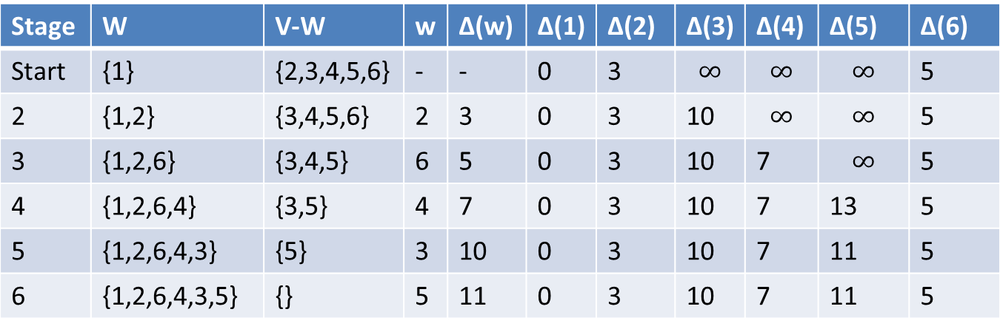 Stage W V-W w Δ(w) Δ(1) Δ(2) Δ(3) Δ(4) Δ(5) Δ(6)
Start {1} {2,3,4,5,6} - - 0 3 ∞ ∞ ∞ 5
2 {1,2} {3,4,5,6} 2 3 0 3 10 ∞ ∞ 5
3 {1,2,6} {3,4,5} 6 5 0 3 10 7 ∞ 5
4 {1,2,6,4} {3,5} 4 7 0 3 10 7 13 5
5 {1,2,6,4,3} {5} 3 10 0 3 10 7 11 5
6 {1,2,6,4,3,5} {} 5 11 0 3 10 7 11 5